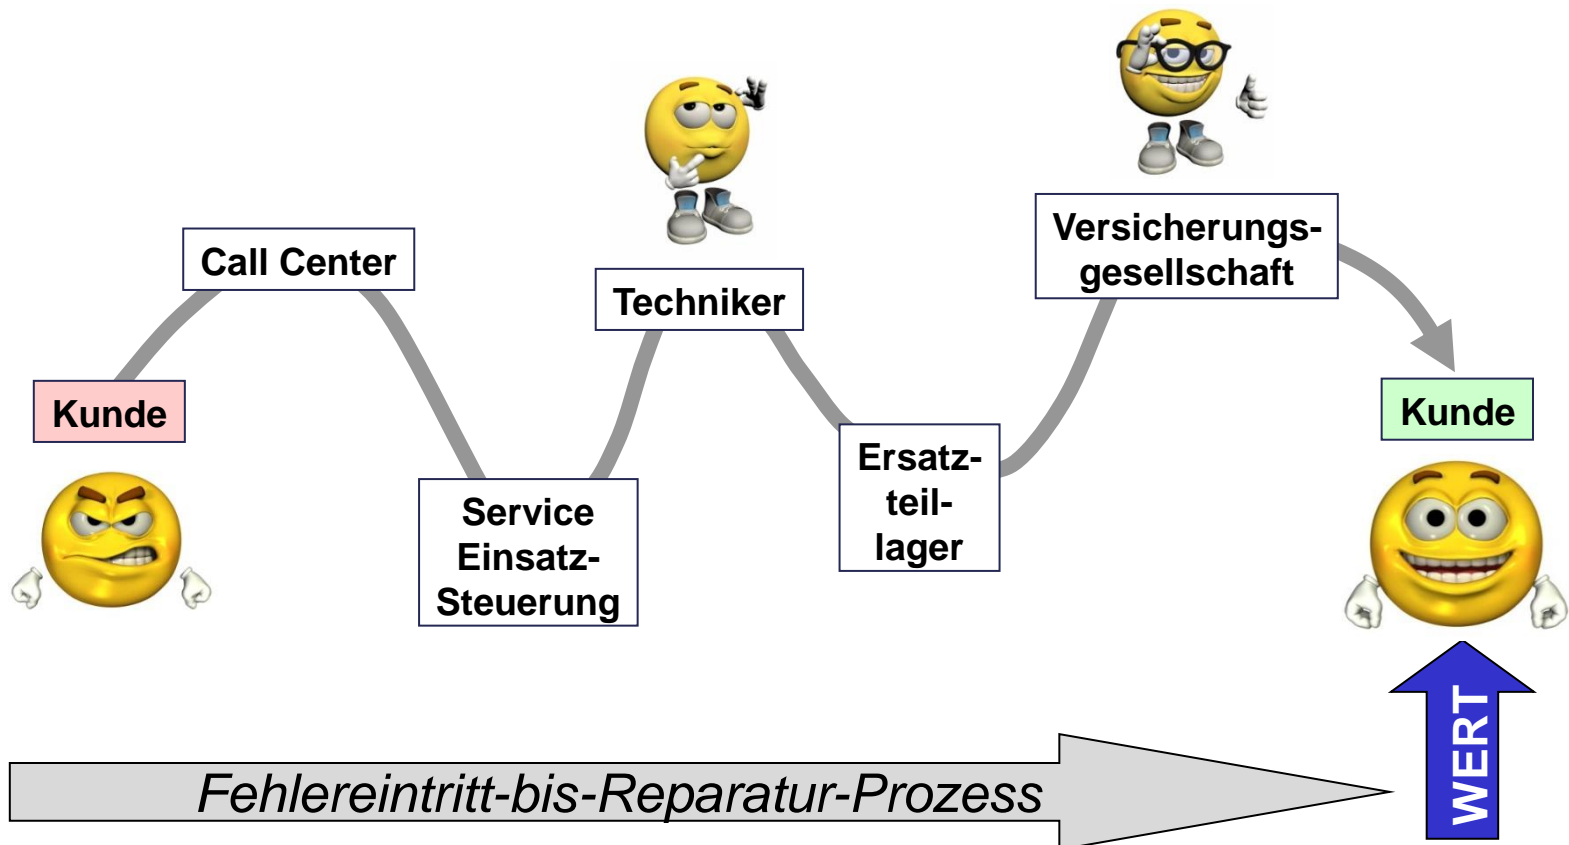 Kunde
Call Center
Service
Einsatz-
Steuerung
Techniker
Ersatz-
teil-
lager
Versicherungs-
gesellschaft
Kunde
Fehlereintritt-bis-Reparatur-Prozess
WERT